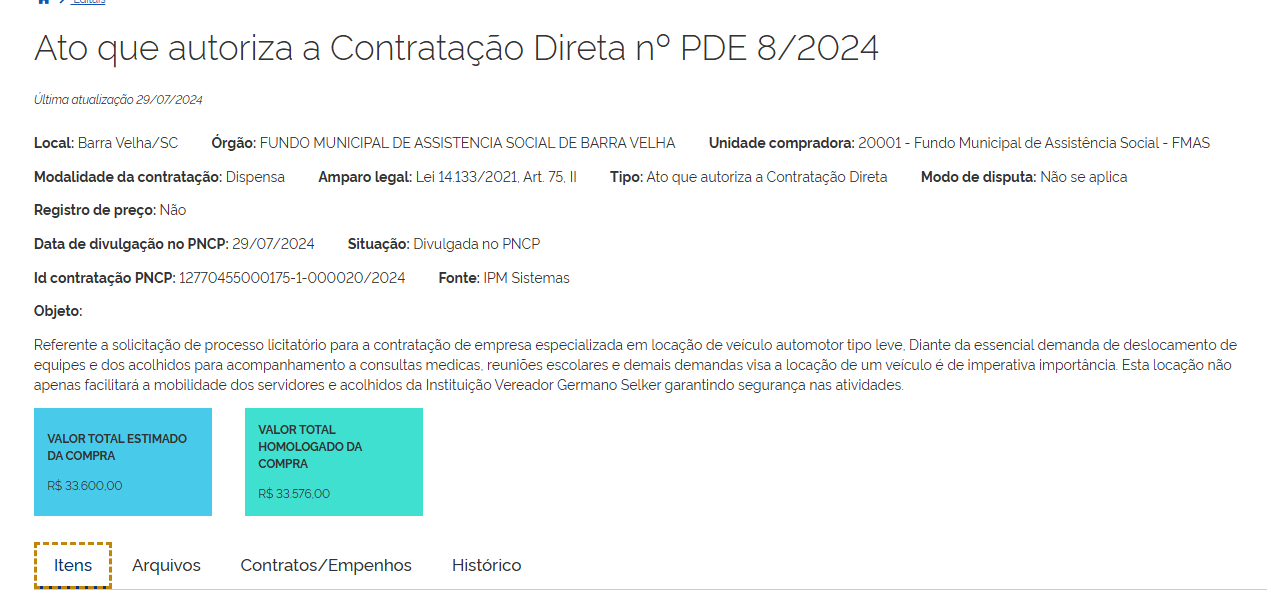 Editais
Ato que autoriza a Contratação Direta nº PDE 8/2024
Última atualização 29/07/2024
Local: Barra Velha/SC Órgão: FUNDO MUNICIPAL DE ASSISTENCIA SOCIAL DE BARRA VELHA Unidade compradora: 20001 - Fundo Municipal de Assistência Social - FMAS
Modalidade da contratação: Dispensa Amparo legal: Lei 14.133/2021, Art. 75, II Tipo: Ato que autoriza a Contratação Direta Modo de disputa: Não se aplica
Registro de preço: Não
Data de divulgação no PNCP: 29/07/2024 Situação: Divulgada no PNCP
Id contratação PNCP: 12770455000175-1-000020/2024 Fonte: IPM Sistemas
Objeto:
Referente a solicitação de processo licitatório para a contratação de empresa especializada em locação de veículo automotor tipo leve, Diante da essencial demanda de deslocamento de
equipes e dos acolhidos para acompanhamento a consultas medicas, reuniões escolares e demais demandas visa a locação de um veículo é de imperativa importância. Esta locação não
apenas facilitará a mobilidade dos servidores e acolhidos da Instituição Vereador Germano Selker garantindo segurança nas atividades.
VALOR TOTAL ESTIMADO
DA COMPRA
R$ 33.600,00
VALOR TOTAL
HOMOLOGADO DA
COMPRA
R$ 33.576,00
Itens Arquivos Contratos/Empenhos Histórico